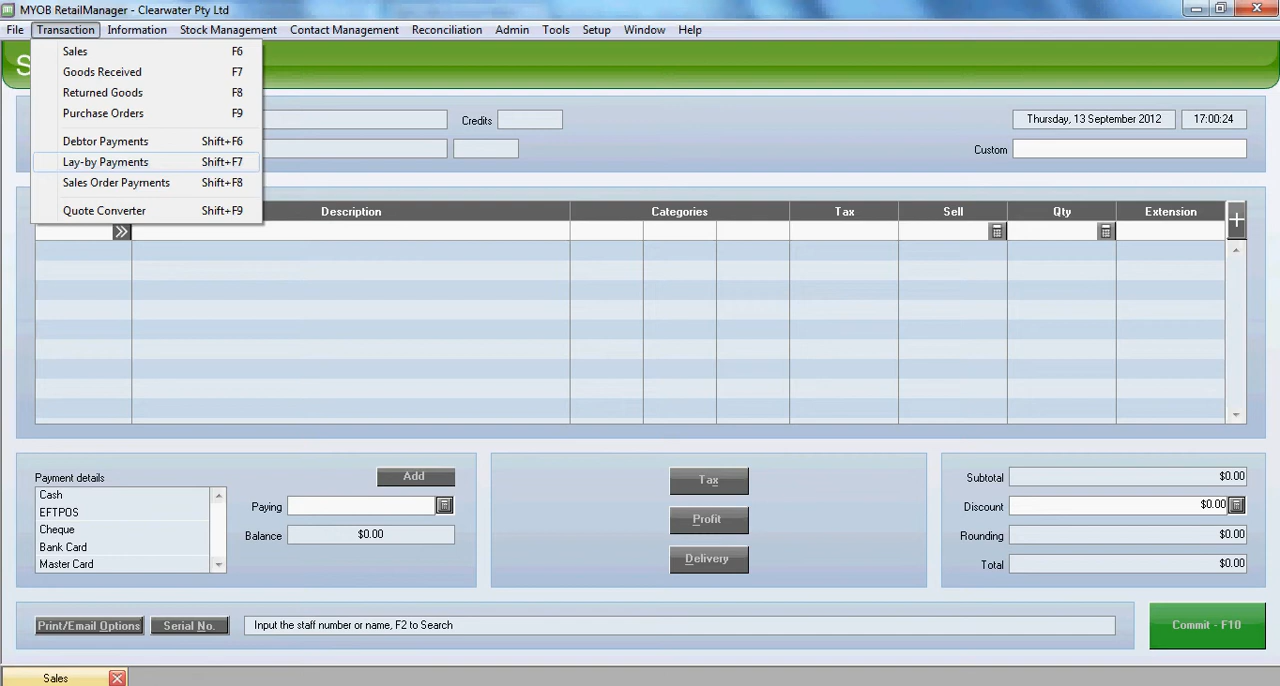 MYOB RetailManager - Clearwater Pty Ltd
File Transaction Information Stock Management Contact Management Reconciliation Admin Tools Setup Window Help
S
Sales F6
Goods Received F7
Returned Goods F8
Purchase Orders F9
Debtor Payments Shift+F6
Lay-by Payments Shift+F7
Sales Order Payments Shift+F8
Quote Converter Shift+F9
Credits
Thursday, 13 September 2012 17:00:24
Custom
Description Categories Tax Sell Qty Extension +
Payment details
Cash
EFTPOS
Cheque
Bank Card
Master Card
Add
Paying
Balance $0.00
Tax
Profit
Delivery
Subtotal $0.00
Discount $0.00
Rounding $0.00
Total $0.00
Print/Email Options Serial No. Input the staff number or name, F2 to Search
Commit - F10
Sales